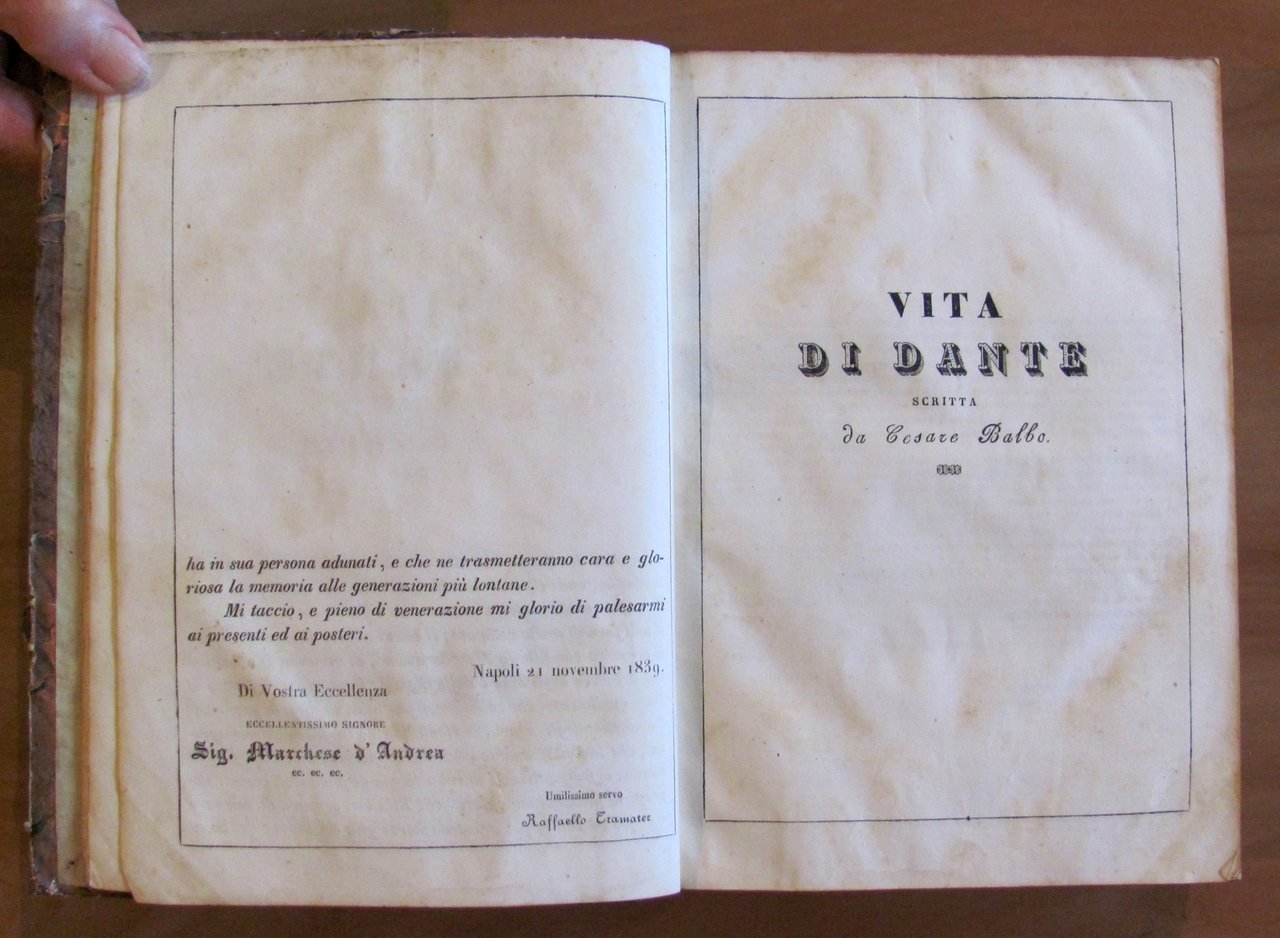 ha in sua persona adunati, e che ne trasmetteranno cara e glo-
riosa la memoria alle generazioni più lontane.
Mi taccio, e pieno di venerazione mi glorio di palesarmi
ai presenti ed ai posteri.
Napoli 21 novembre 1839.
Di Vostra Eccellenza
ECCELLENTISSIMO SIGNORE
Sig. Marchese d'Andrea
ec. ec. ec.
Umilissimo servo
Raffaello Tramater
VITA
DI DANTE
SCRITTA
da Cesare Balbo.